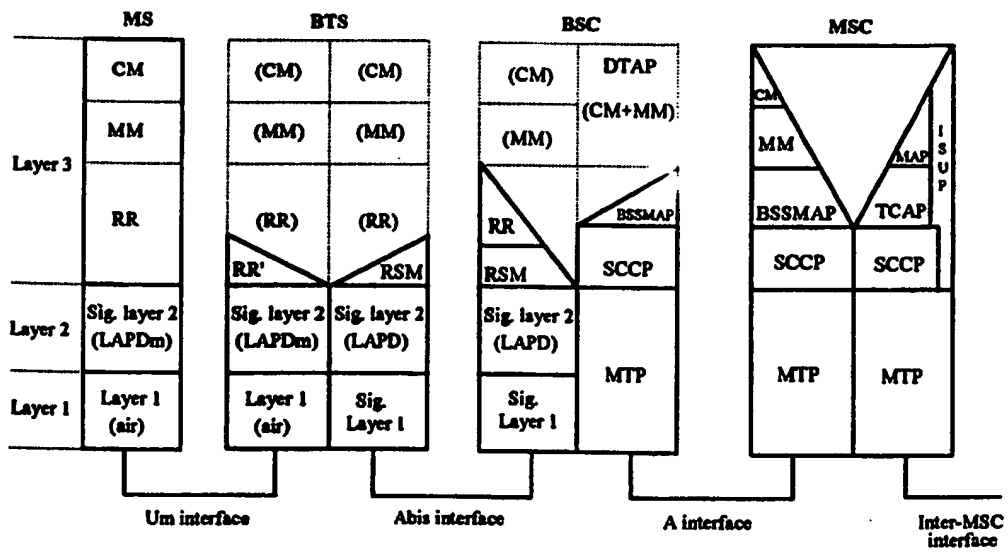 MS
BTS
BSC
MSC
Layer 3
Layer 2
Layer 1
CM
MM
RR
Sig. layer 2
(LAPDm)
Layer 1
(air)
(CM)
(MM)
(RR)
RR'
Sig. layer 2
(LAPDm)
Layer 1
(air)
(CM)
(MM)
(RR)
RSM
Sig. layer 2
(LAPD)
Sig.
Layer 1
(CM)
(MM)
RR
RSM
Sig. layer 2
(LAPD)
Sig.
Layer 1
DTAP
(CM+MM)
BSSMAP
SCCP
MTP
CM
MM
BSSMAP
SCCP
MTP
MAP
TCAP
SCCP
MTP
ISUP
Um interface
Abis interface
A interface
Inter-MSC
interface